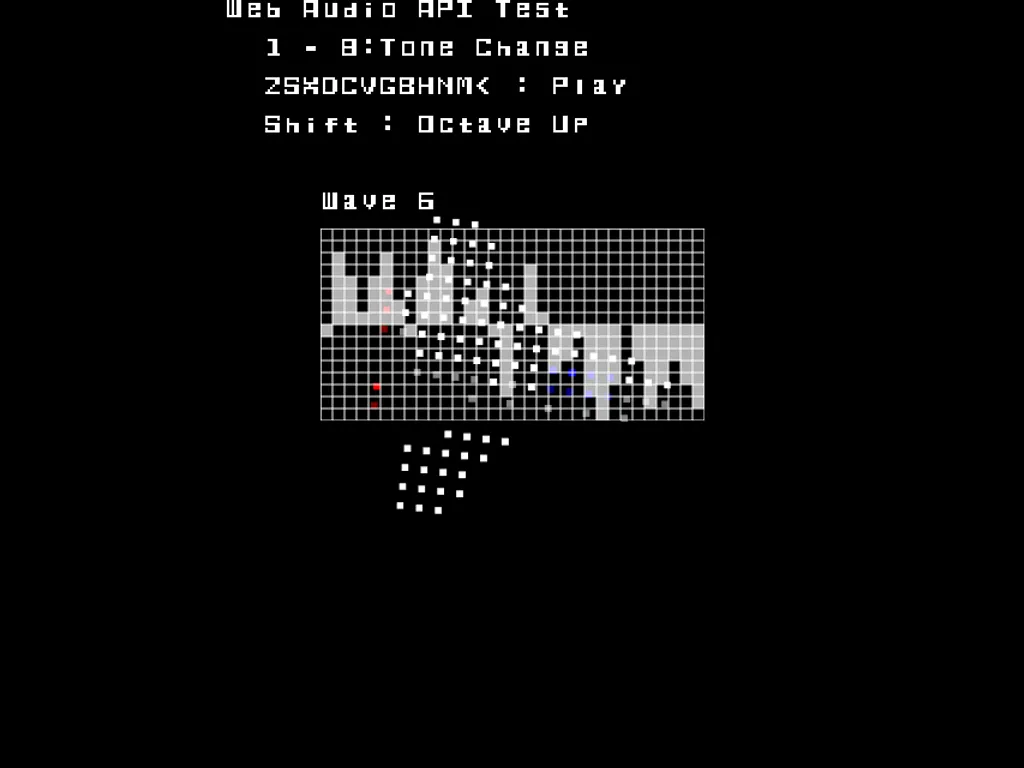 Web Audio API Test
1 - 8:Tone Change
ZSXDCVGBHNM< : Play
Shift : Octave Up
Wave 6